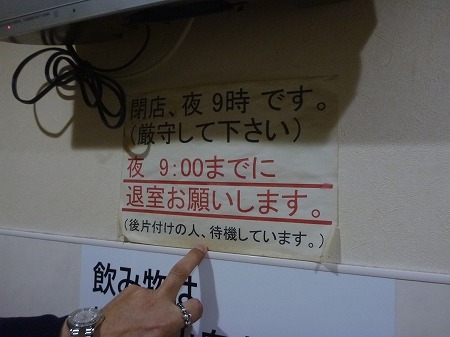 閉店、夜 9時 です。
（厳守して下さい）
夜 9:00までに
退室お願いします。
（後片付けの人、待機しています。）
飲み物は